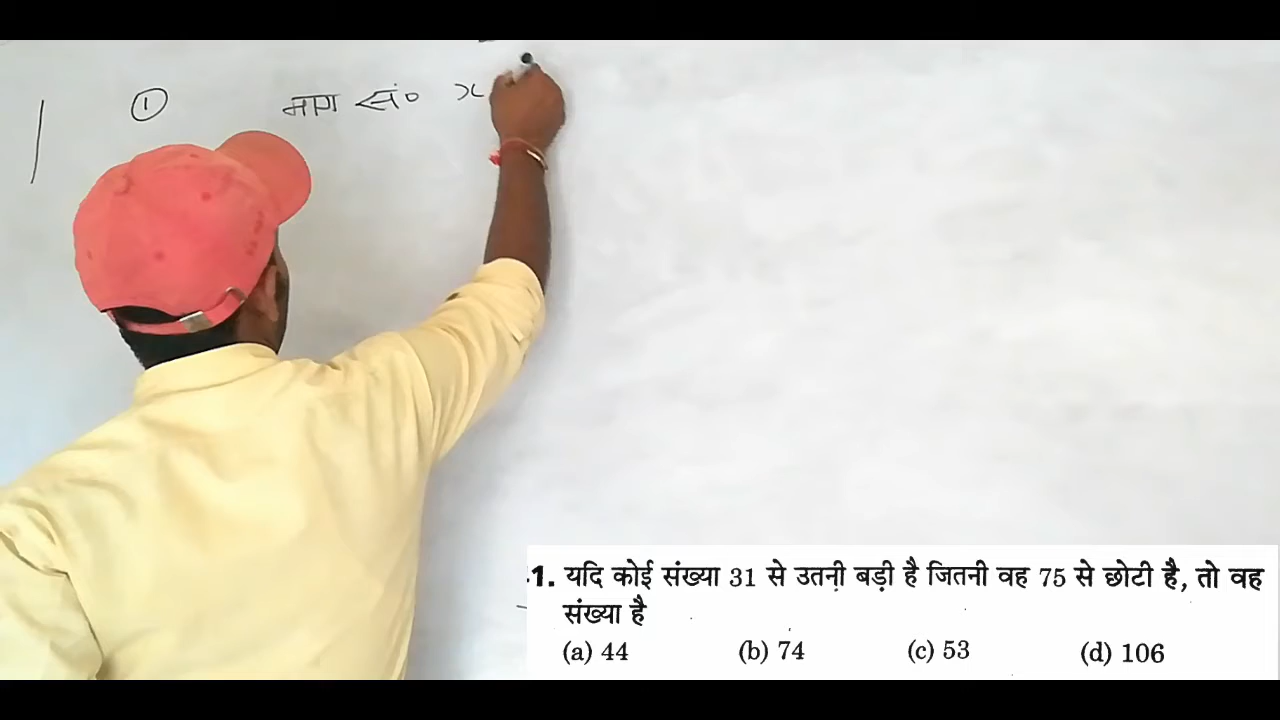 ① माना सं० x
1. यदि कोई संख्या 31 से उतनी बड़ी है जितनी वह 75 से छोटी है, तो वह
संख्या है
(a) 44 (b) 74 (c) 53 (d) 106